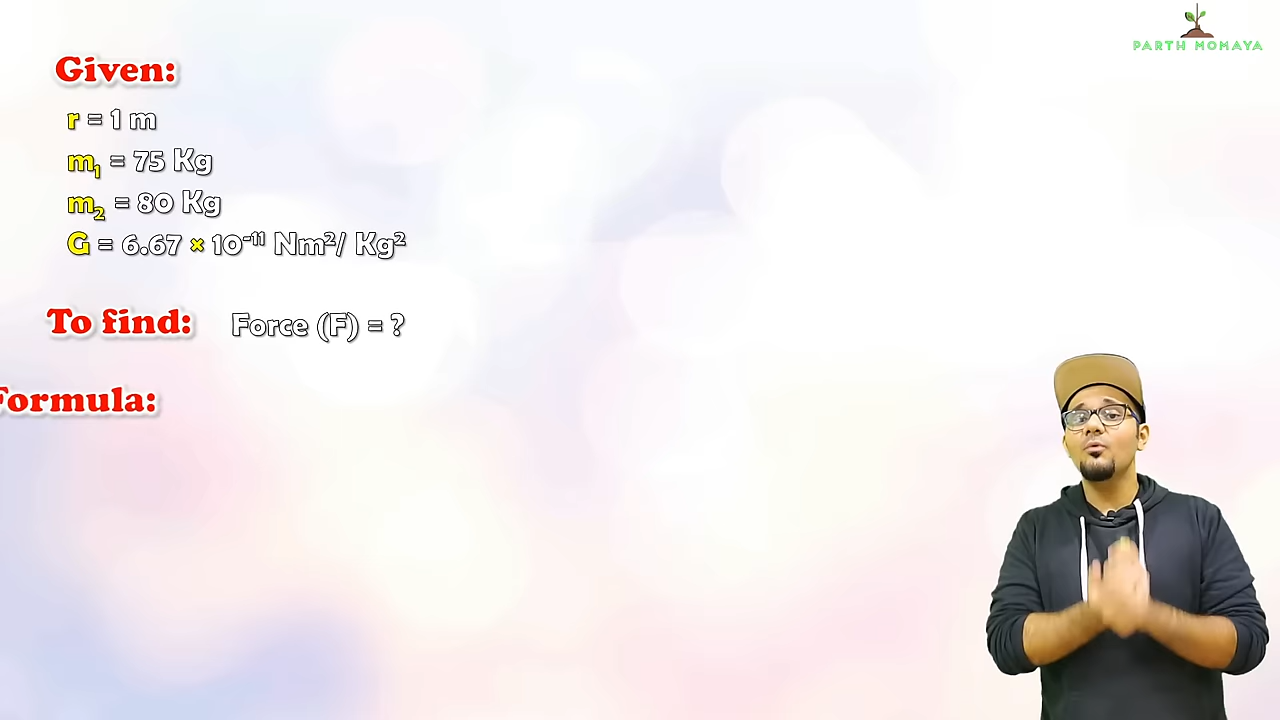 PARTH MOMAYA
Given:
r = 1 m
m₁ = 75 Kg
m₂ = 80 Kg
G = 6.67 × 10⁻¹¹ Nm²/ Kg²
To find: Force (F) = ?
Formula: